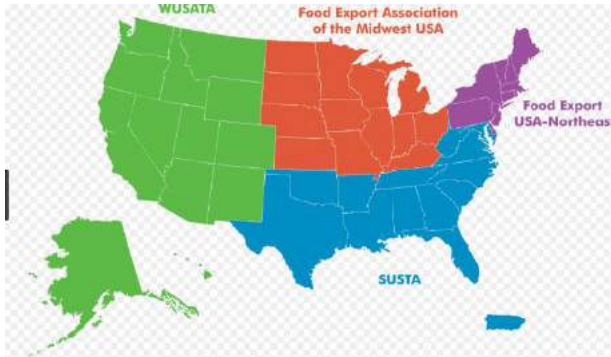 WUSATA
Food Export Association
of the Midwest USA
Food Export
USA-Northeas
SUSTA